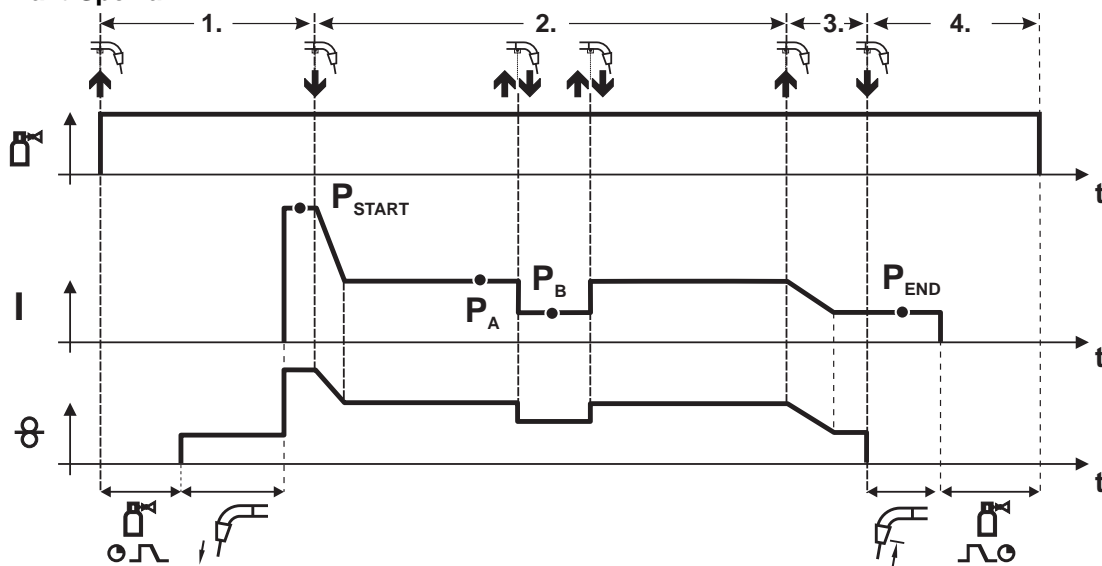 1.
2.
3.
4.
t
P_START
P_B
P_A
P_END
I
t
t